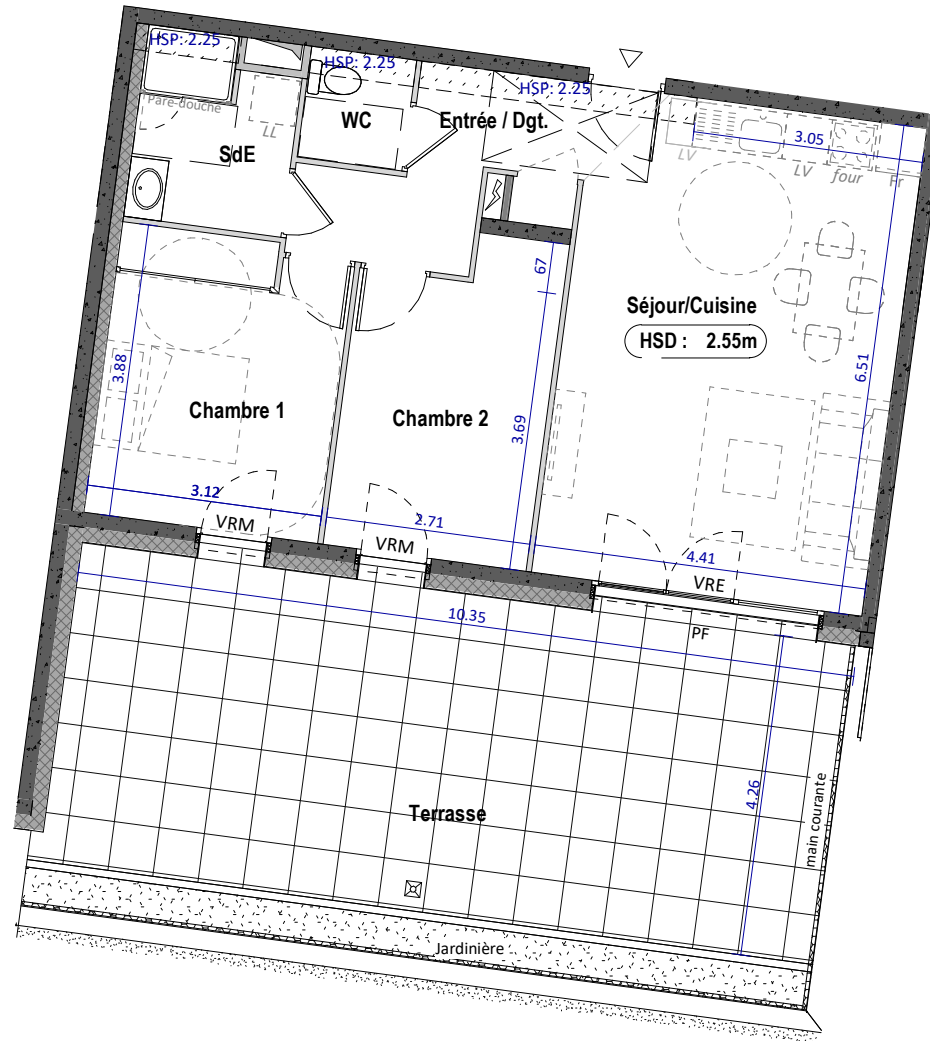 HSP: 2.25
HSP: 2.25
HSP: 2.25
Pare-douche
LL
WC
Entrée / Dgt.
SdE
3.05
LV
LV
four
Fr
67
Séjour/Cuisine
HSD : 2.55m
3.88
6.51
Chambre 1
Chambre 2
3.69
3.12
VRM
2.71
VRM
4.41
VRE
10.35
PF
4.26
Terrasse
main courante
Jardinière